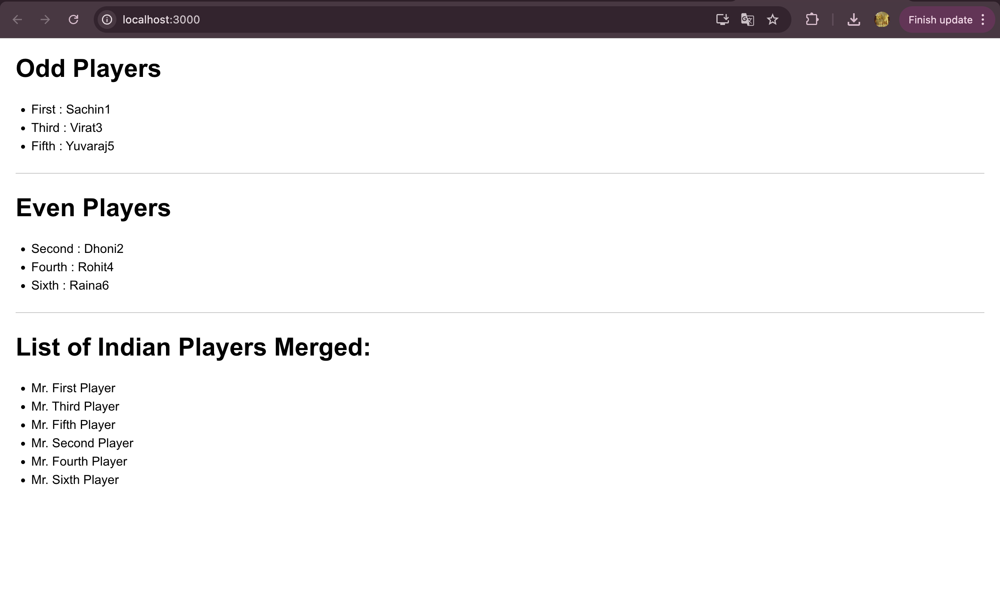 localhost:3000
Finish update
Odd Players
First : Sachin1
Third : Virat3
Fifth : Yuvaraj5
Even Players
Second : Dhoni2
Fourth : Rohit4
Sixth : Raina6
List of Indian Players Merged:
Mr. First Player
Mr. Third Player
Mr. Fifth Player
Mr. Second Player
Mr. Fourth Player
Mr. Sixth Player